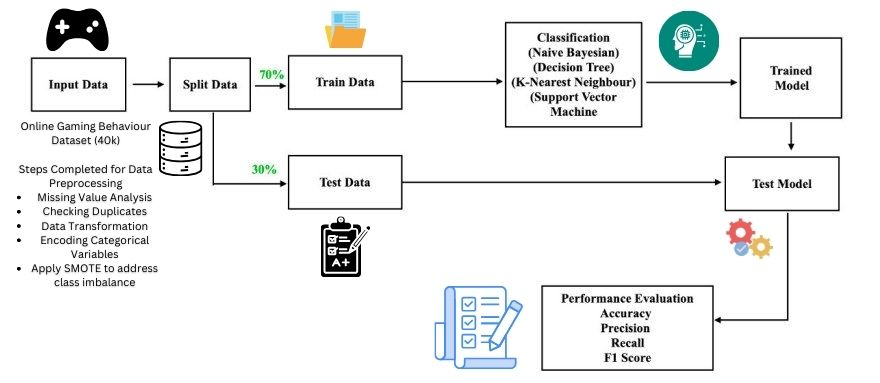 Input Data
Split Data
70%
Train Data
Classification
(Naive Bayesian)
(Decision Tree)
(K-Nearest Neighbour)
(Support Vector
Machine
Trained
Model
Online Gaming Behaviour
Dataset (40k)
Steps Completed for Data
Preprocessing
• Missing Value Analysis
• Checking Duplicates
• Data Transformation
• Encoding Categorical
Variables
• Apply SMOTE to address
class imbalance
30%
Test Data
A+
Test Model
Performance Evaluation
Accuracy
Precision
Recall
F1 Score